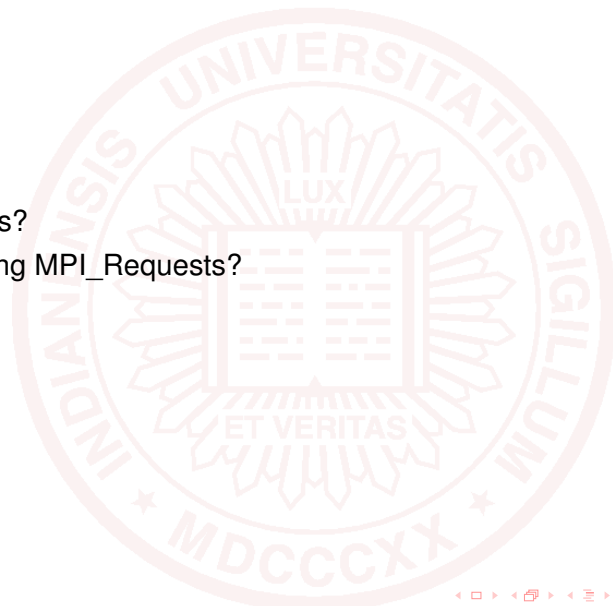 s?
ng MPI_Requests?
INDIANENSIS UNIVERSITATIS SIGILLUM
LUX
ET VERITAS
MDCCCXX